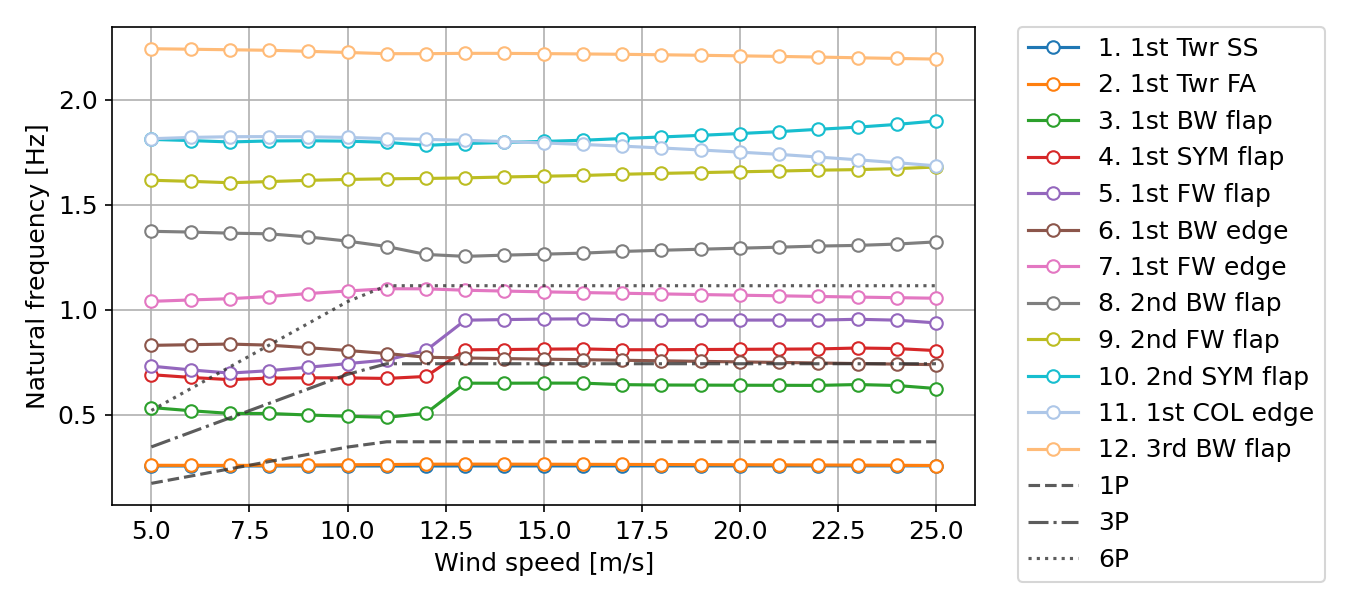 2.0
1.5
1.0
0.5
Natural frequency [Hz]
5.0 7.5 10.0 12.5 15.0 17.5 20.0 22.5 25.0
Wind speed [m/s]
1. 1st Twr SS
2. 1st Twr FA
3. 1st BW flap
4. 1st SYM flap
5. 1st FW flap
6. 1st BW edge
7. 1st FW edge
8. 2nd BW flap
9. 2nd FW flap
10. 2nd SYM flap
11. 1st COL edge
12. 3rd BW flap
1P
3P
6P